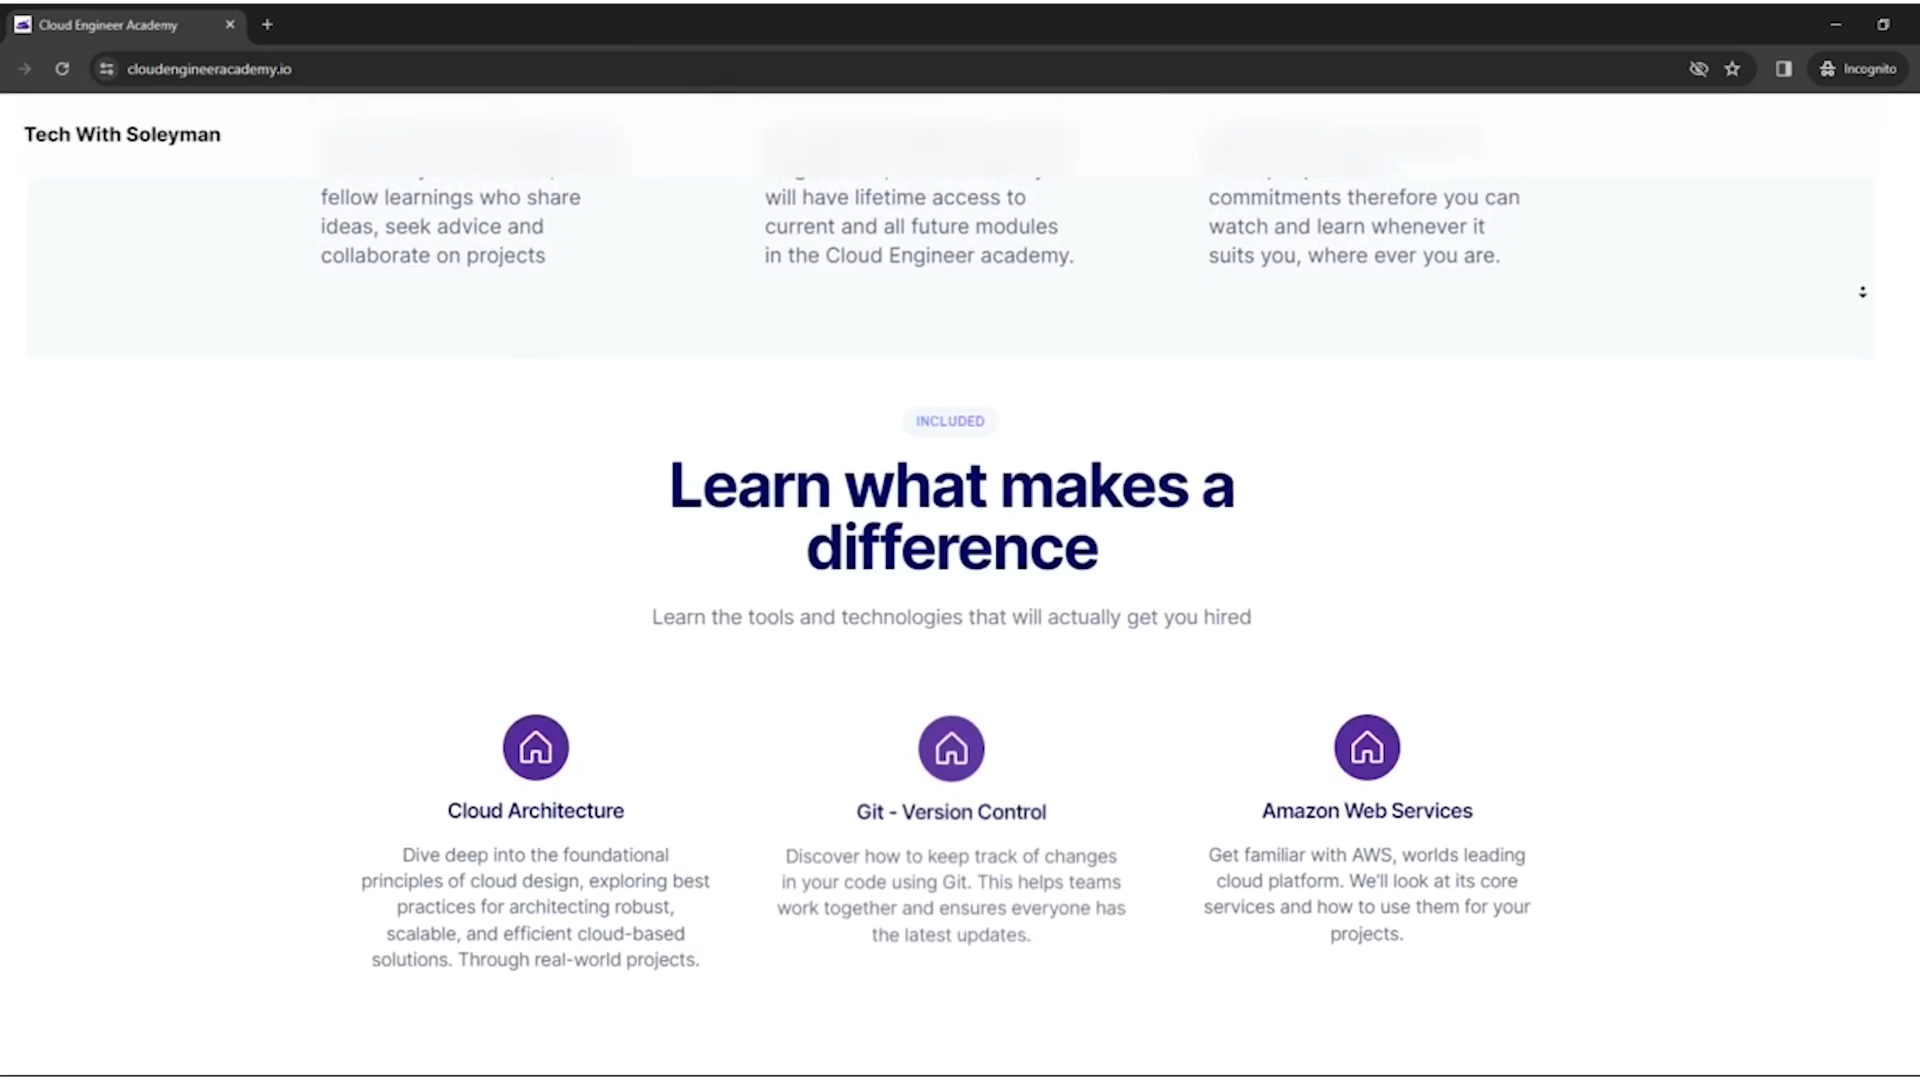 Cloud Engineer Academy
cloudengineeracademy.io
Incognito
Tech With Soleyman
fellow learnings who share
ideas, seek advice and
collaborate on projects
will have lifetime access to
current and all future modules
in the Cloud Engineer academy.
commitments therefore you can
watch and learn whenever it
suits you, where ever you are.
INCLUDED
Learn what makes a
difference
Learn the tools and technologies that will actually get you hired
Cloud Architecture
Dive deep into the foundational
principles of cloud design, exploring best
practices for architecting robust,
scalable, and efficient cloud-based
solutions. Through real-world projects.
Git - Version Control
Discover how to keep track of changes
in your code using Git. This helps teams
work together and ensures everyone has
the latest updates.
Amazon Web Services
Get familiar with AWS, worlds leading
cloud platform. We'll look at its core
services and how to use them for your
projects.